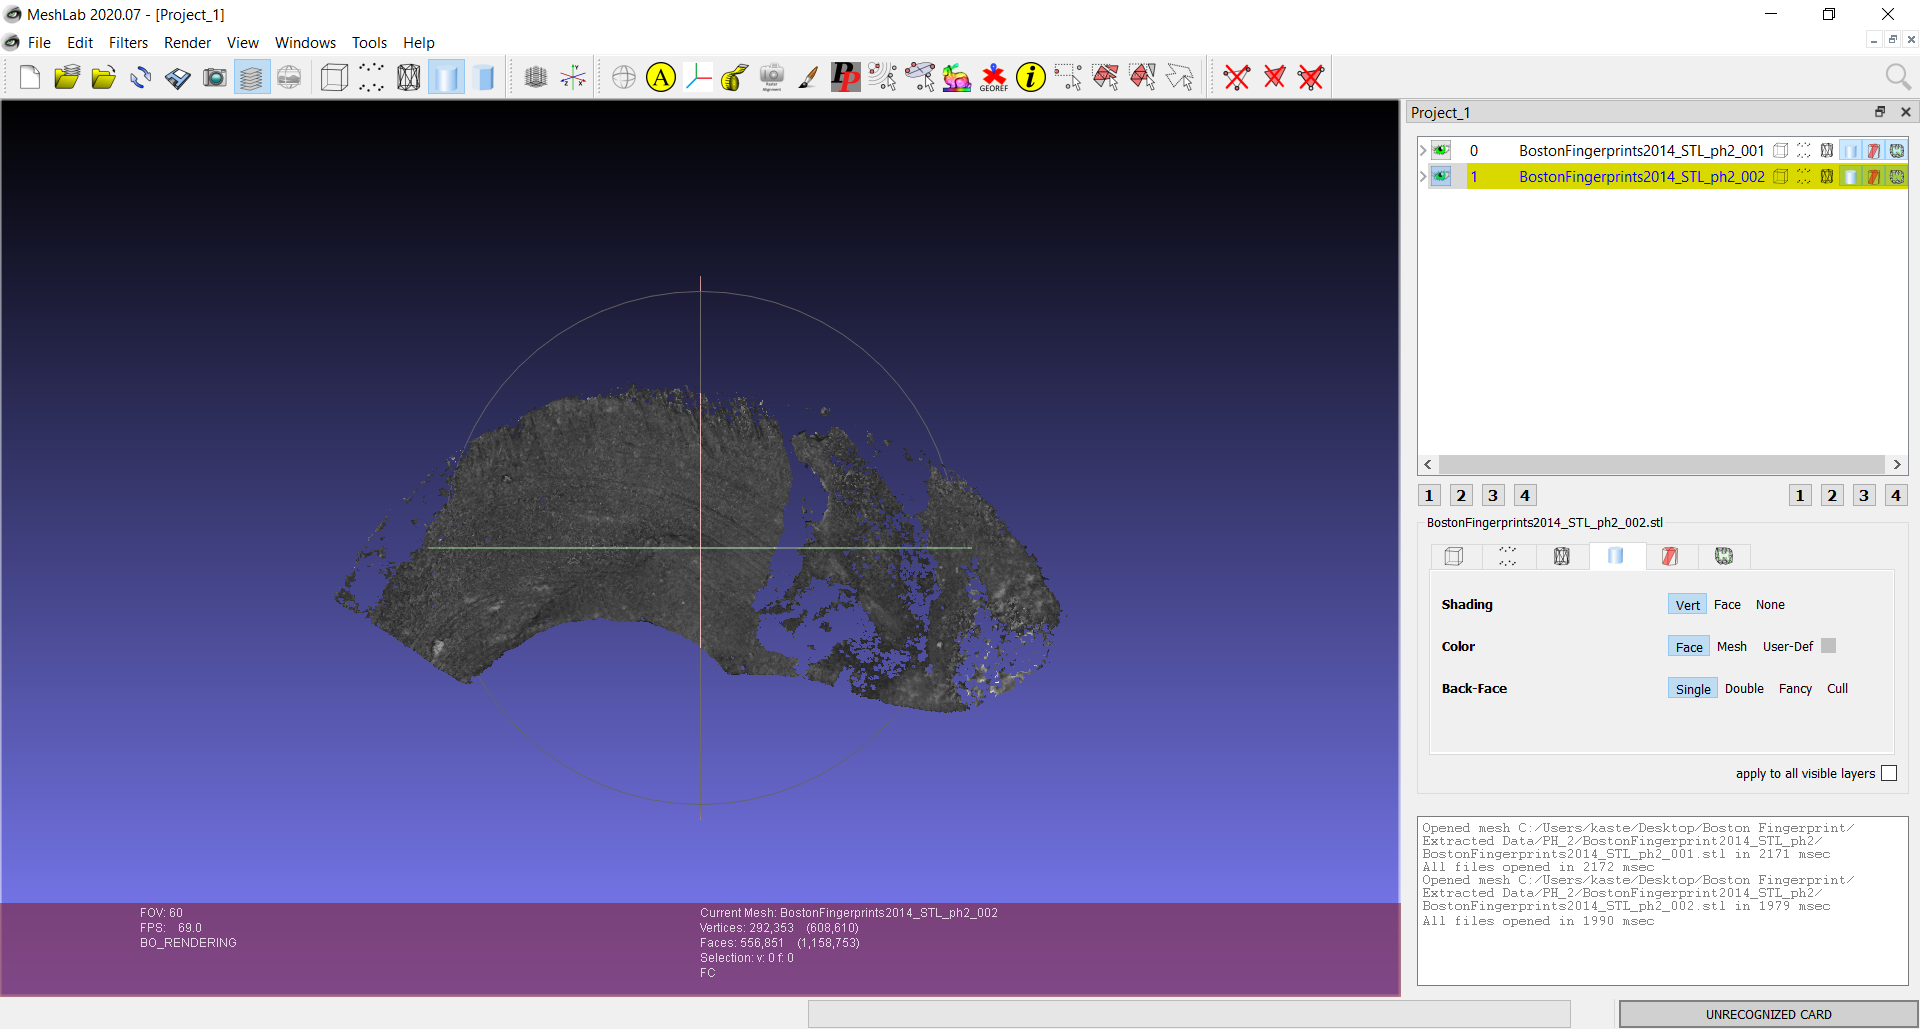 MeshLab 2020.07 - [Project_1]
File Edit Filters Render View Windows Tools Help
A
PP
GEOREF
i
Project_1
0 BostonFingerprints2014_STL_ph2_001
1 BostonFingerprints2014_STL_ph2_002
1 2 3 4 1 2 3 4
BostonFingerprints2014_STL_ph2_002.stl
Shading Vert Face None
Color Face Mesh User-Def
Back-Face Single Double Fancy Cull
apply to all visible layers
Opened mesh C:/Users/kaste/Desktop/Boston Fingerprint/
Extracted Data/PH_2/BostonFingerprint2014_STL_ph2/
BostonFingerprints2014_STL_ph2_001.stl in 2171 msec
All files opened in 2172 msec
Opened mesh C:/Users/kaste/Desktop/Boston Fingerprint/
Extracted Data/PH_2/BostonFingerprint2014_STL_ph2/
BostonFingerprints2014_STL_ph2_002.stl in 1979 msec
All files opened in 1990 msec
FOV: 60
FPS: 69.0
BO_RENDERING
Current Mesh: BostonFingerprints2014_STL_ph2_002
Vertices: 292,353 (608,610)
Faces: 556,851 (1,158,753)
Selection: v: 0 f: 0
FC
UNRECOGNIZED CARD